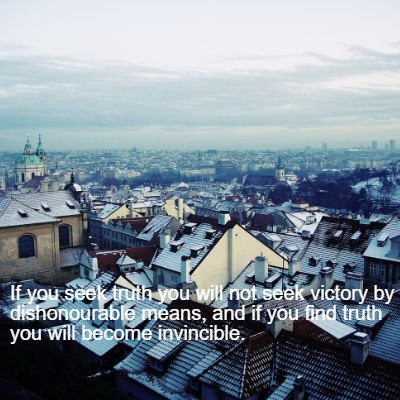 If you seek truth you will not seek victory by
dishonourable means, and if you find truth
you will become invincible.